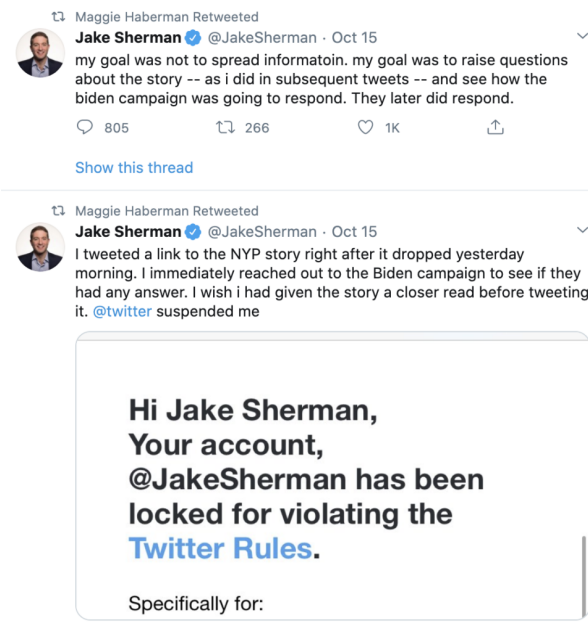 Maggie Haberman Retweeted
Jake Sherman @JakeSherman · Oct 15
my goal was not to spread informatoin. my goal was to raise questions
about the story -- as i did in subsequent tweets -- and see how the
biden campaign was going to respond. They later did respond.
805 266 1K
Show this thread
Maggie Haberman Retweeted
Jake Sherman @JakeSherman · Oct 15
I tweeted a link to the NYP story right after it dropped yesterday
morning. I immediately reached out to the Biden campaign to see if they
had any answer. I wish i had given the story a closer read before tweeting
it. @twitter suspended me
Hi Jake Sherman,
Your account,
@JakeSherman has been
locked for violating the
Twitter Rules.
Specifically for: